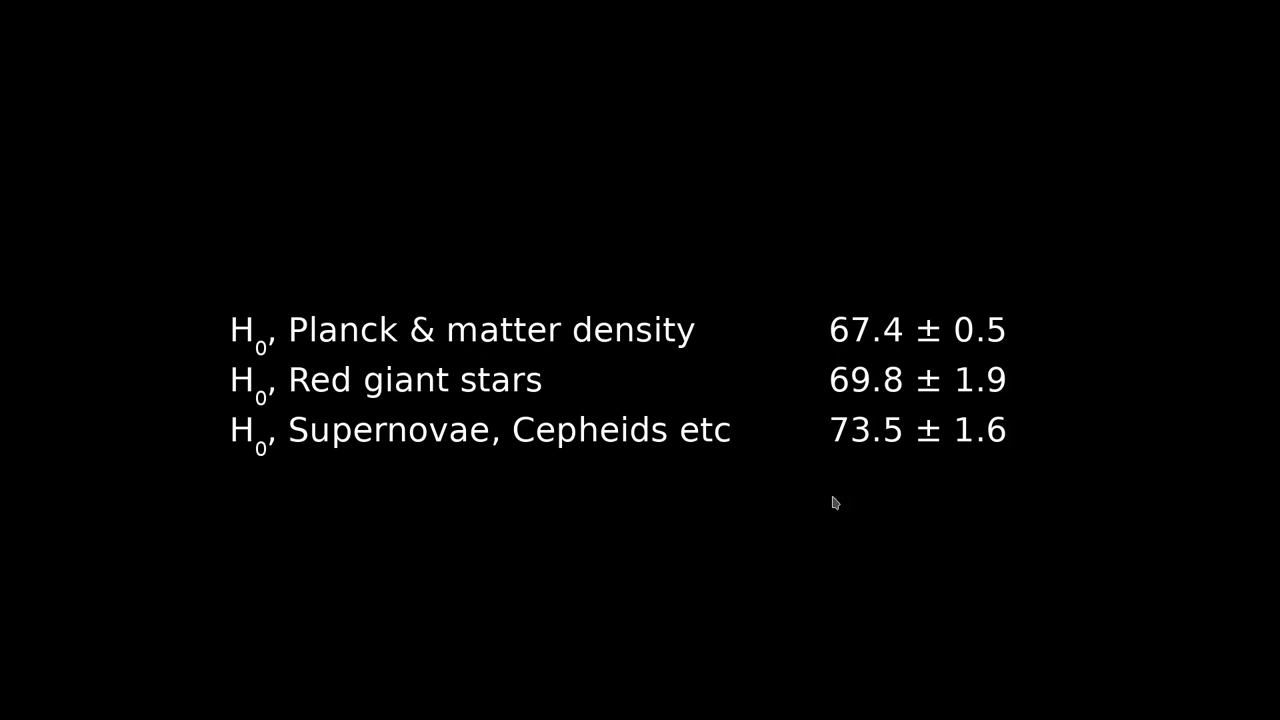 H₀, Planck & matter density 67.4 ± 0.5
H₀, Red giant stars 69.8 ± 1.9
H₀, Supernovae, Cepheids etc 73.5 ± 1.6